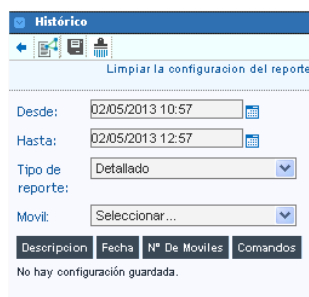 Histórico
Limpiar la configuracion del reporte
Desde: 02/05/2013 10:57
Hasta: 02/05/2013 12:57
Tipo de reporte: Detallado
Movil: Seleccionar...
Descripcion Fecha Nº De Moviles Comandos
No hay configuración guardada.